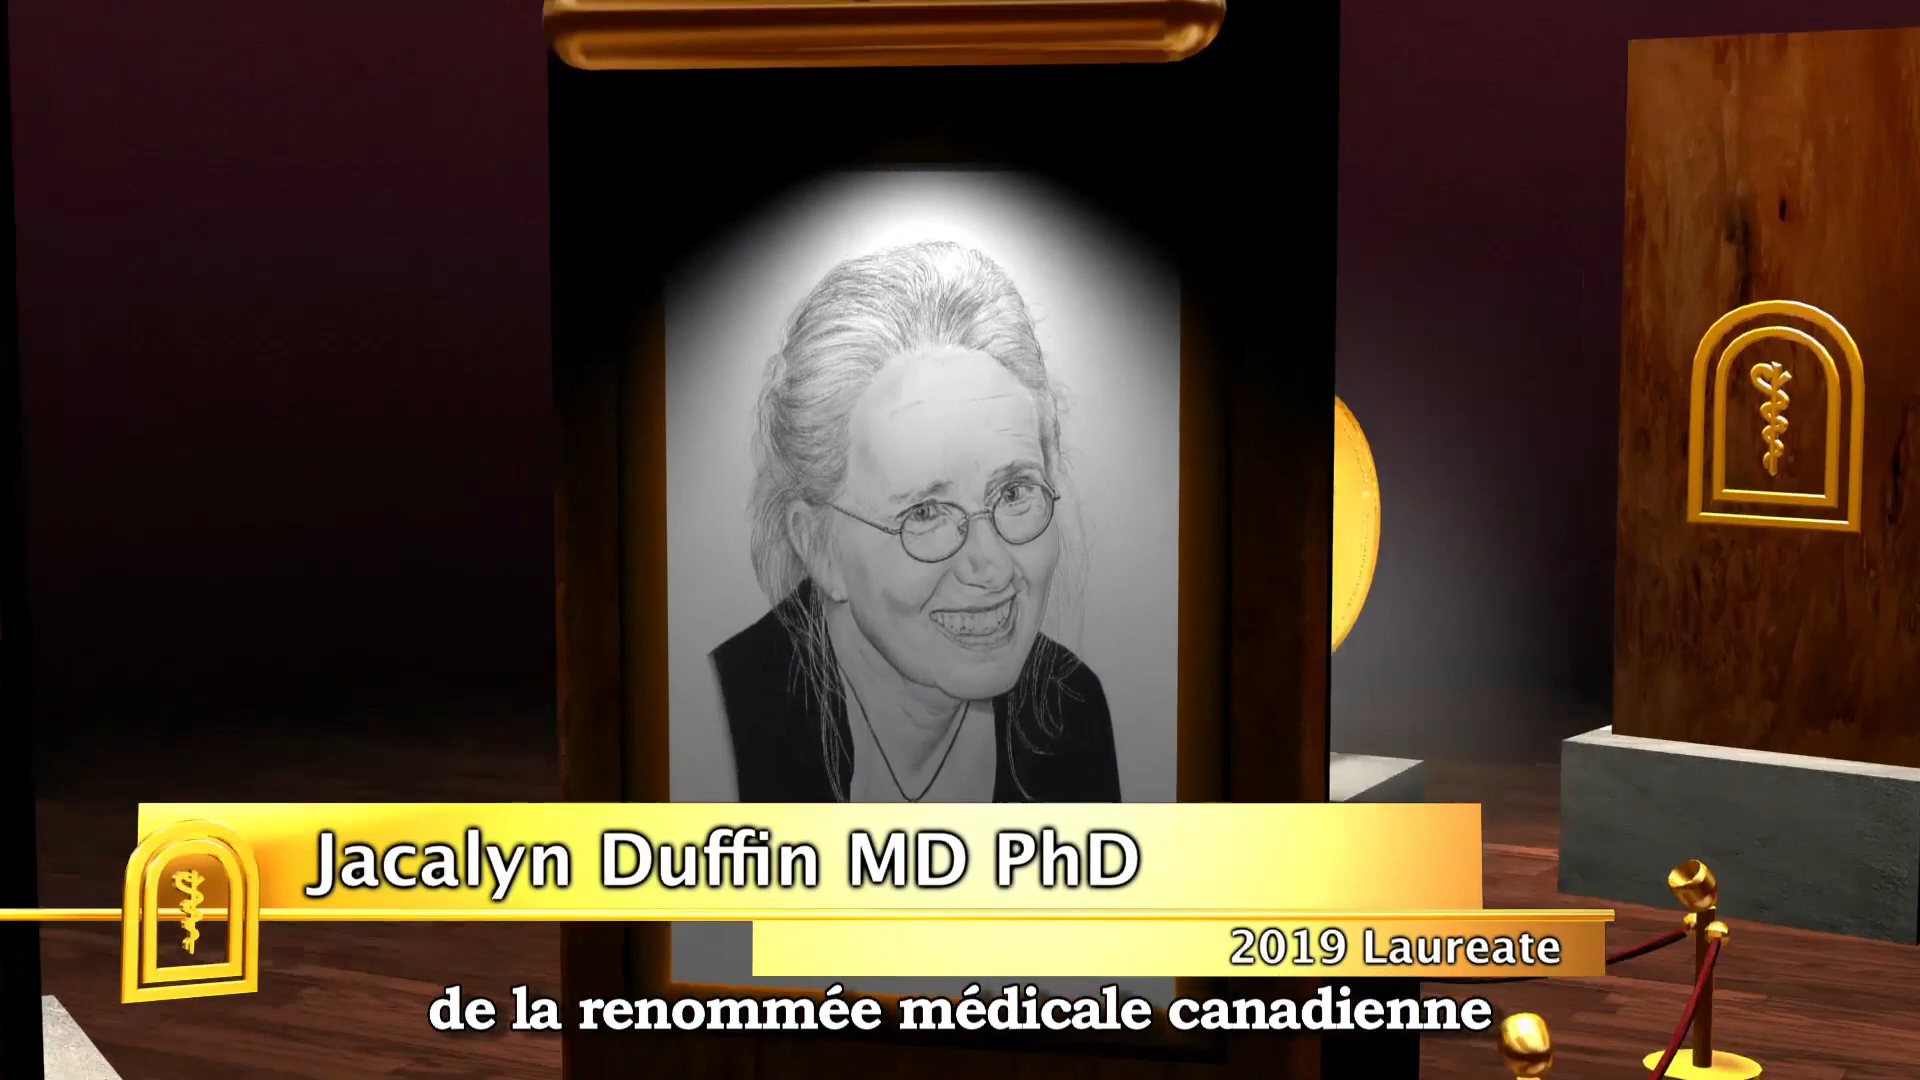 Jacalyn Duffin MD PhD
2019 Laureate
de la renommée médicale canadienne